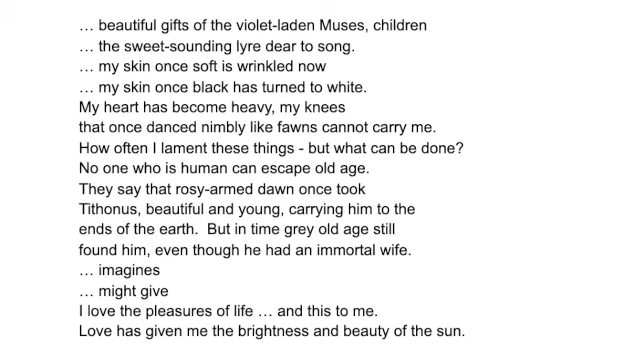 … beautiful gifts of the violet-laden Muses, children
… the sweet-sounding lyre dear to song.
… my skin once soft is wrinkled now
… my skin once black has turned to white.
My heart has become heavy, my knees
that once danced nimbly like fawns cannot carry me.
How often I lament these things - but what can be done?
No one who is human can escape old age.
They say that rosy-armed dawn once took
Tithonus, beautiful and young, carrying him to the
ends of the earth.  But in time grey old age still
found him, even though he had an immortal wife.
… imagines
… might give
I love the pleasures of life … and this to me.
Love has given me the brightness and beauty of the sun.